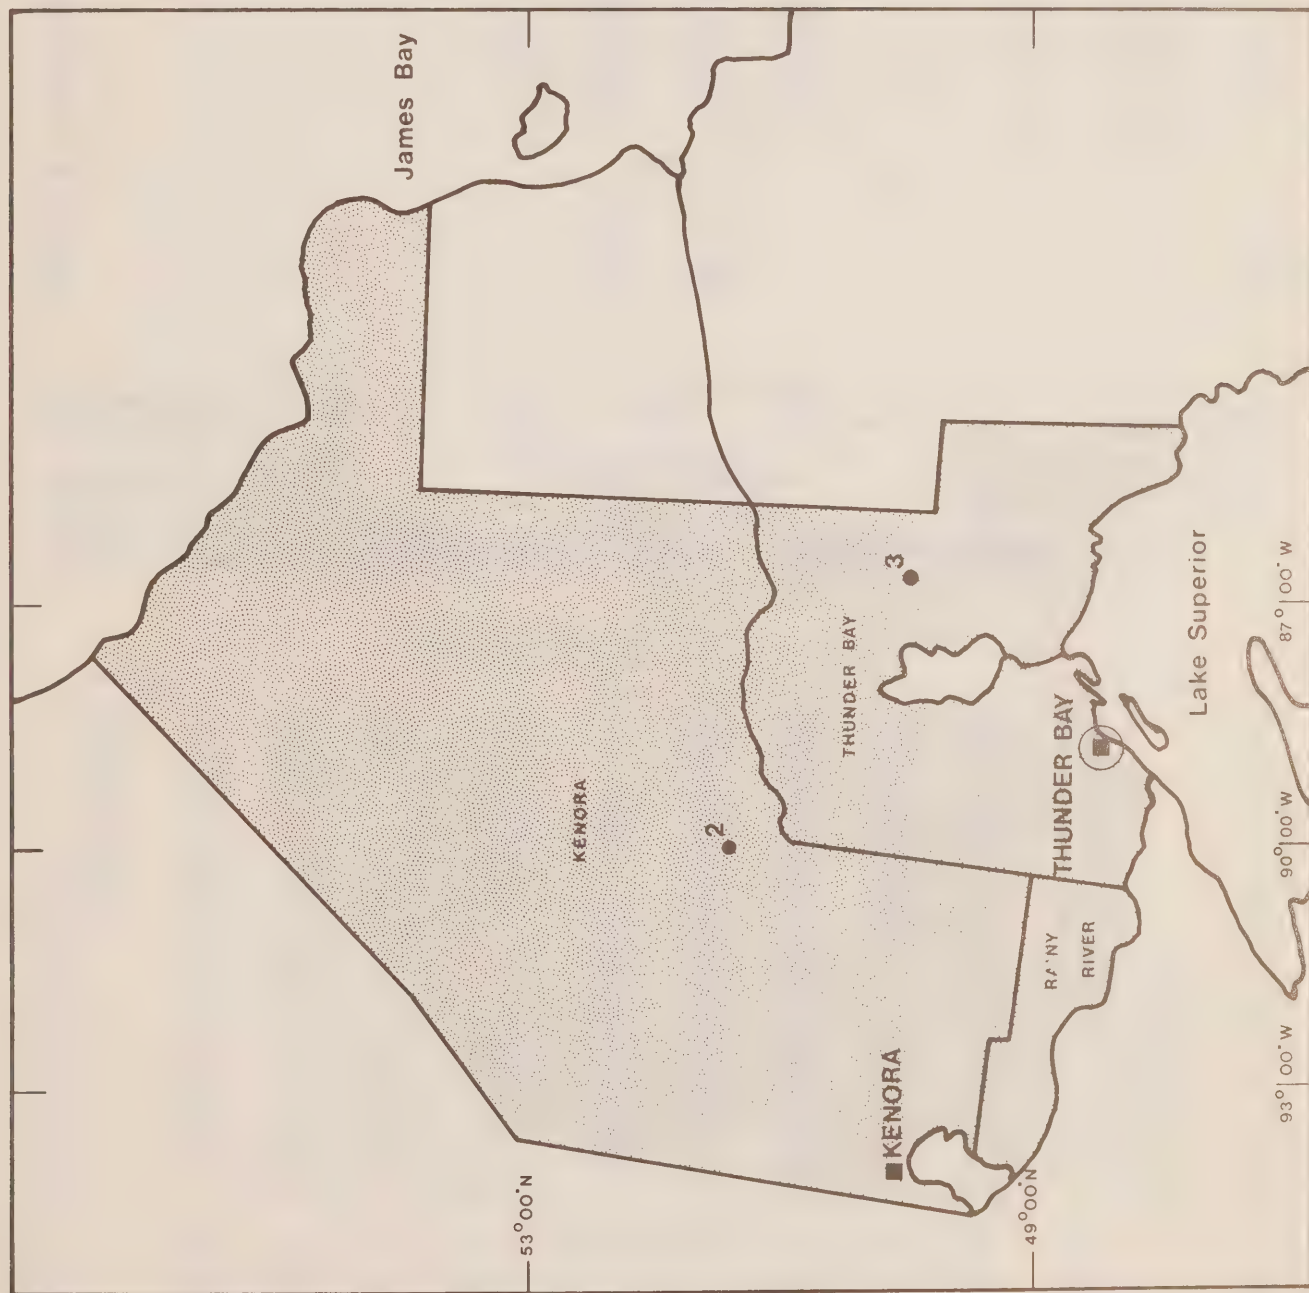 James Bay
53°00'N
KENORA
2
THUNDER BAY
3
KENORA
49°00'N
RAINY
RIVER
THUNDER BAY
Lake Superior
93°00'W
90°00'W
87°00'W